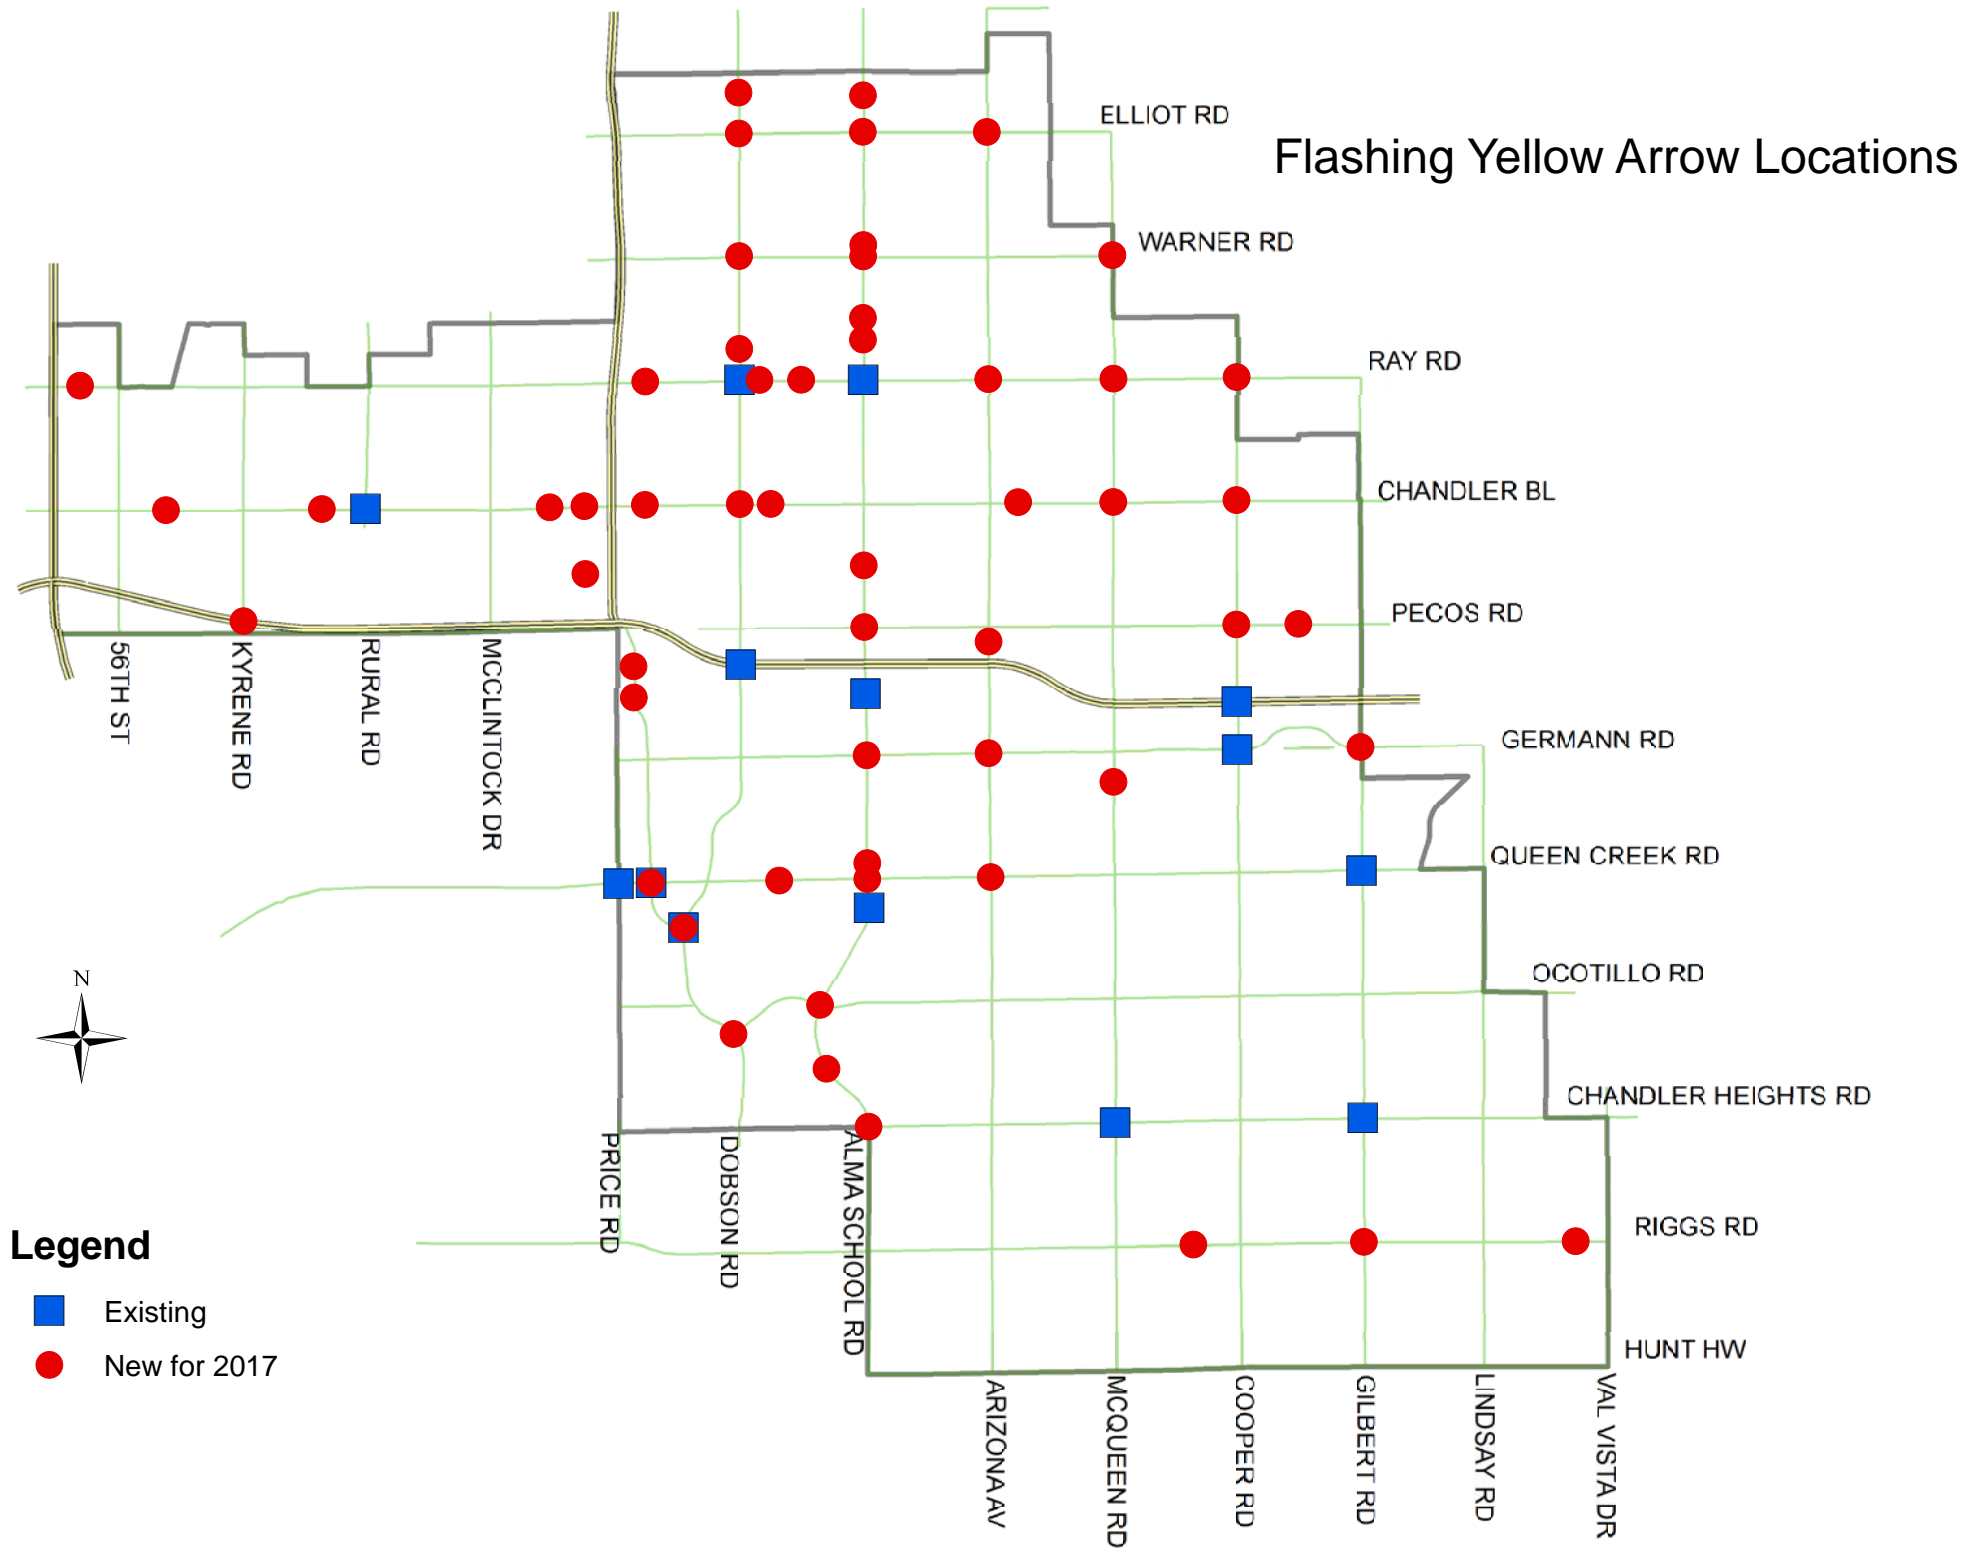 ELLIOT RD
Flashing Yellow Arrow Locations
WARNER RD
RAY RD
CHANDLER BL
PECOS RD
56TH ST
KYRENE RD
RURAL RD
MCCLINTOCK DR
GERMANN RD
QUEEN CREEK RD
N
OCOTILLO RD
CHANDLER HEIGHTS RD
PRICE RD
DOBSON RD
ALMA SCHOOL RD
RIGGS RD
Legend
Existing
New for 2017
HUNT HW
ARIZONA AV
MCQUEEN RD
COOPER RD
GILBERT RD
LINDSAY RD
VAL VISTA DR